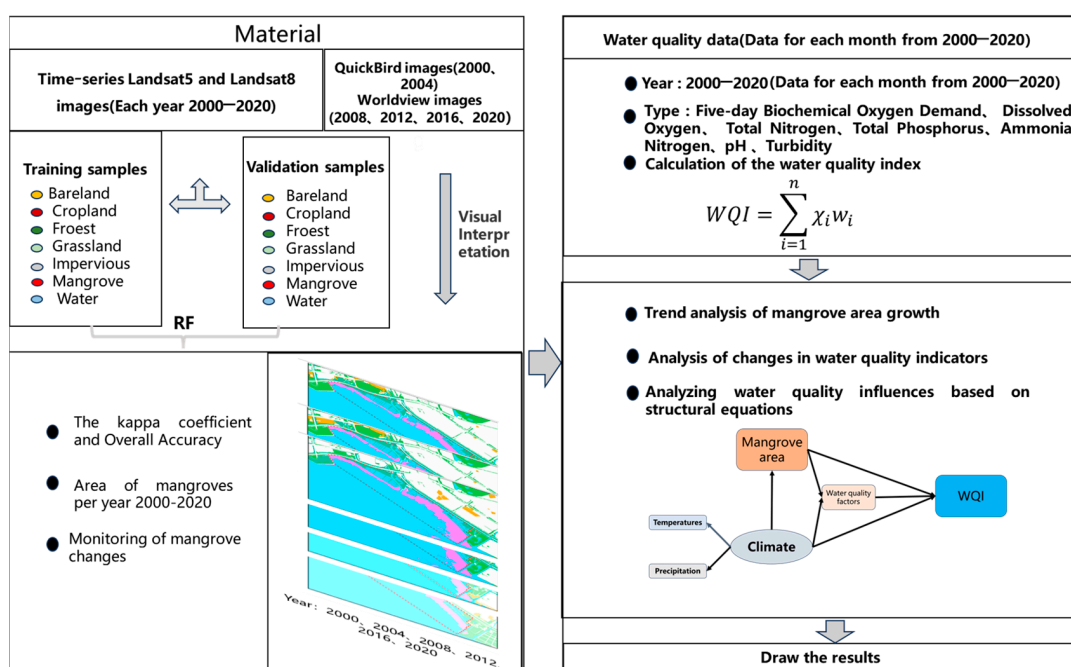 Material
Time-series Landsat5 and Landsat8
images(Each year 2000—2020)
QuickBird images(2000、
2004)
Worldview images
(2008、2012、2016、2020)
Training samples
Bareland
Cropland
Froest
Grassland
Impervious
Mangrove
Water
Validation samples
Bareland
Cropland
Froest
Grassland
Impervious
Mangrove
Water
Visual
Interpr
etation
RF
The kappa coefficient
and Overall Accuracy
Area of mangroves
per year 2000-2020
Monitoring of mangrove
changes
Year: 2000、2004、2008、2012、
2016、2020
Water quality data(Data for each month from 2000—2020)
Year : 2000—2020(Data for each month from 2000—2020)
Type : Five-day Biochemical Oxygen Demand、 Dissolved
Oxygen、 Total Nitrogen、Total Phosphorus、Ammonia
Nitrogen、pH 、Turbidity
Calculation of the water quality index
WQI = \sum_{i=1}^{n} χ_i w_i
Trend analysis of mangrove area growth
Analysis of changes in water quality indicators
Analyzing water quality influences based on
structural equations
Mangrove
area
Water quality
factors
WQI
Temperatures
Climate
Precipitation
Draw the results